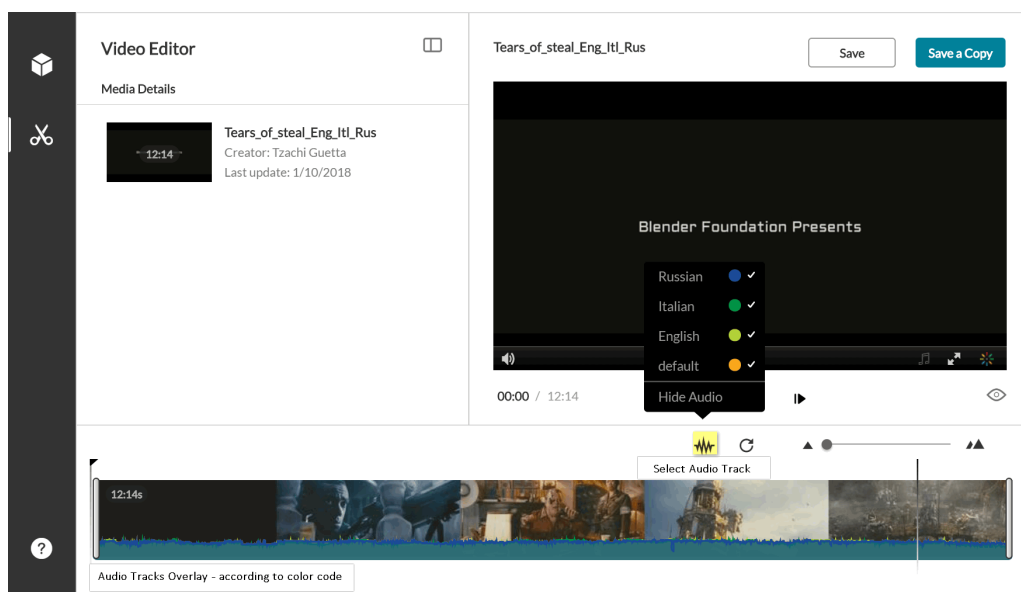 Video Editor
Media Details
12:14
Tears_of_steal_Eng_Itl_Rus
Creator: Tzachi Guetta
Last update: 1/10/2018
Tears_of_steal_Eng_Itl_Rus
Save
Save a Copy
Blender Foundation Presents
Russian
Italian
English
default
Hide Audio
00:00 / 12:14
Select Audio Track
12:14s
?
Audio Tracks Overlay - according to color code